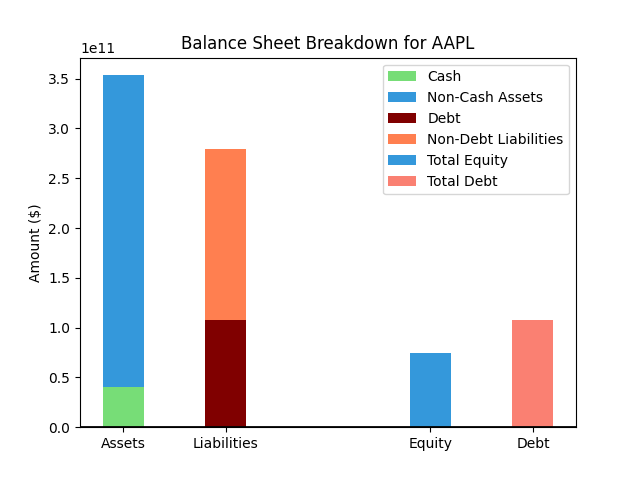 Balance Sheet Breakdown for AAPL
1e11
3.5
3.0
2.5
2.0
1.5
1.0
0.5
0.0
Amount ($)
Cash
Non-Cash Assets
Debt
Non-Debt Liabilities
Total Equity
Total Debt
Assets
Liabilities
Equity
Debt